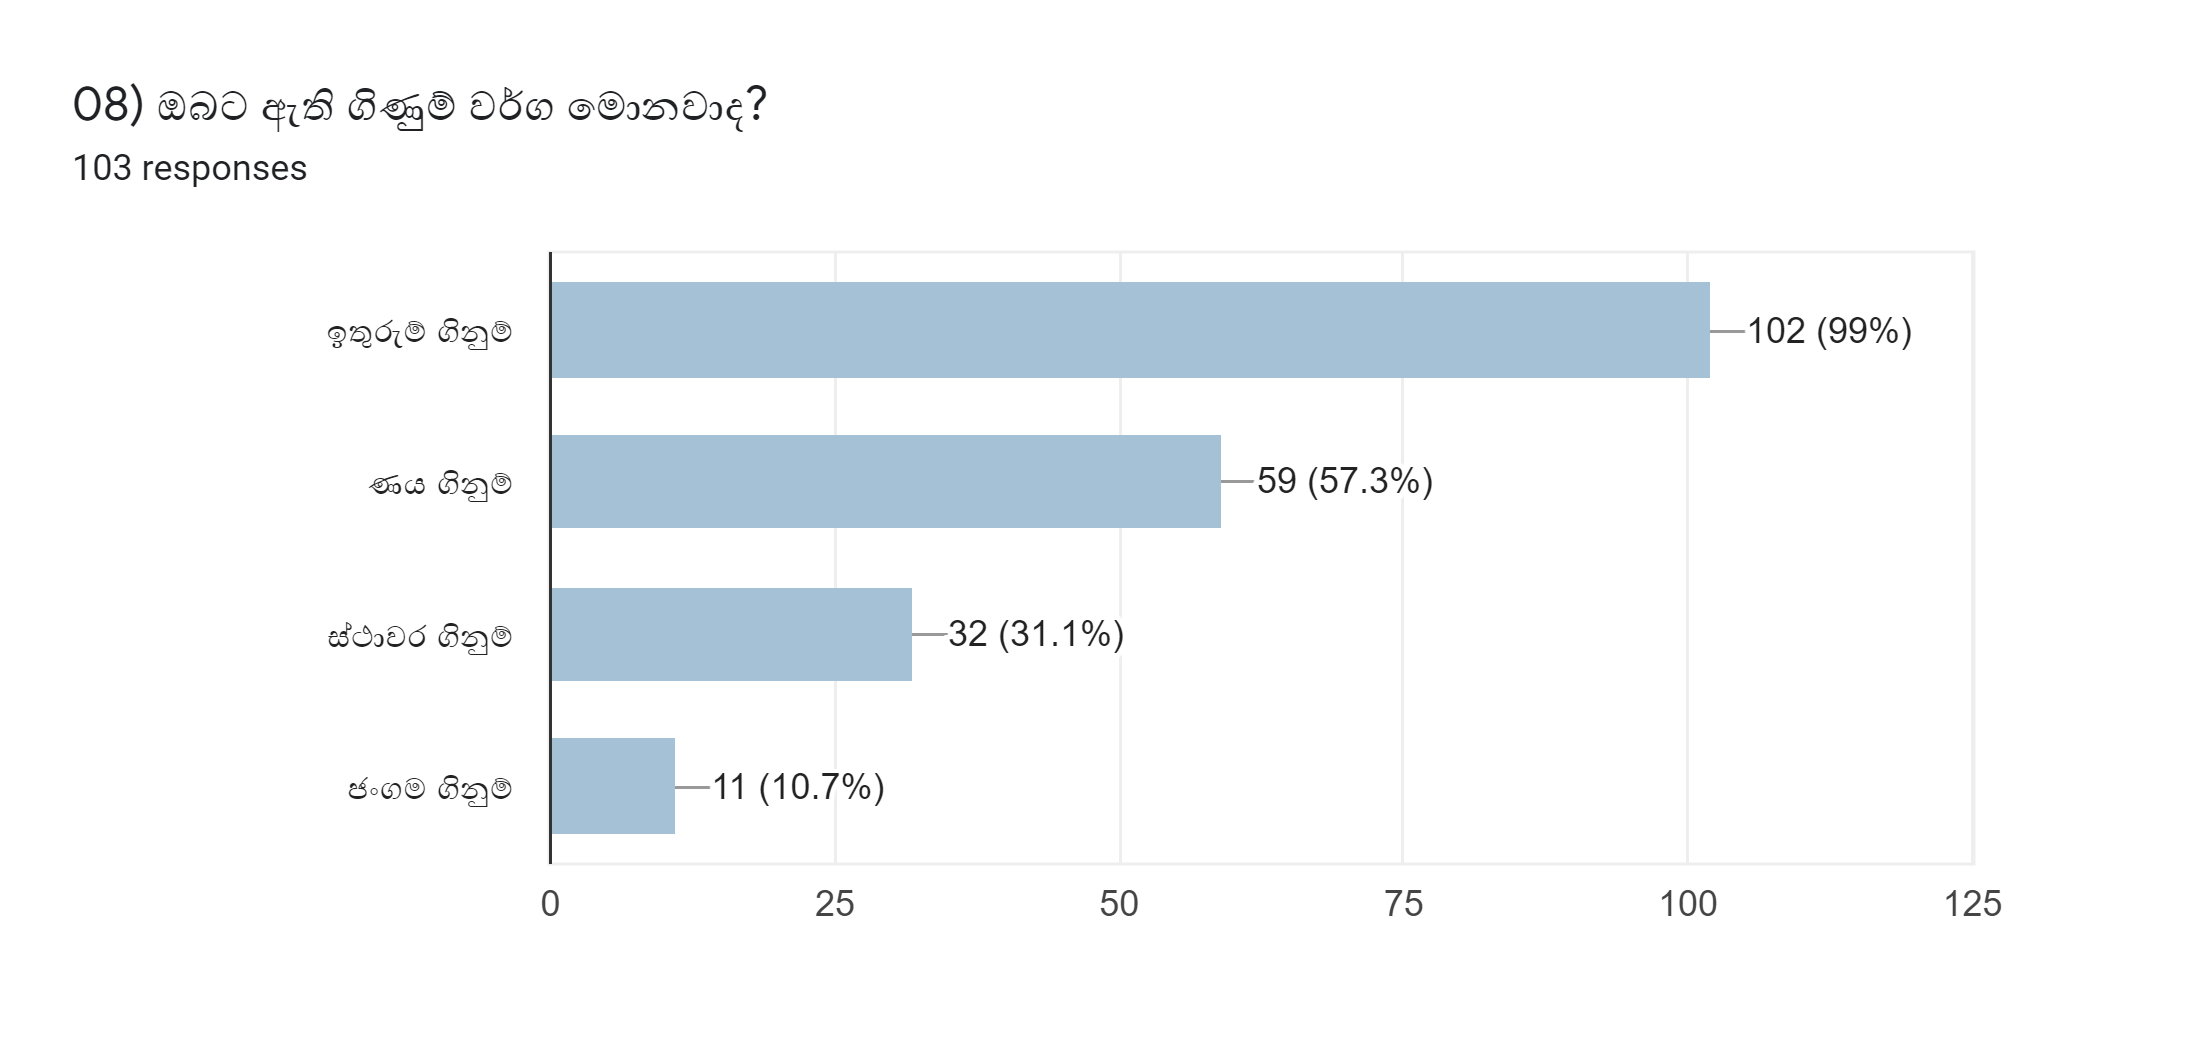 08) ඔබට ඇති ගිණුම් වර්ග මොනවාද?
103 responses
ඉතුරුම් ගිනුම්
102 (99%)
ණය ගිනුම්
59 (57.3%)
ස්ථාවර ගිනුම්
32 (31.1%)
ජංගම ගිනුම්
11 (10.7%)
0 25 50 75 100 125